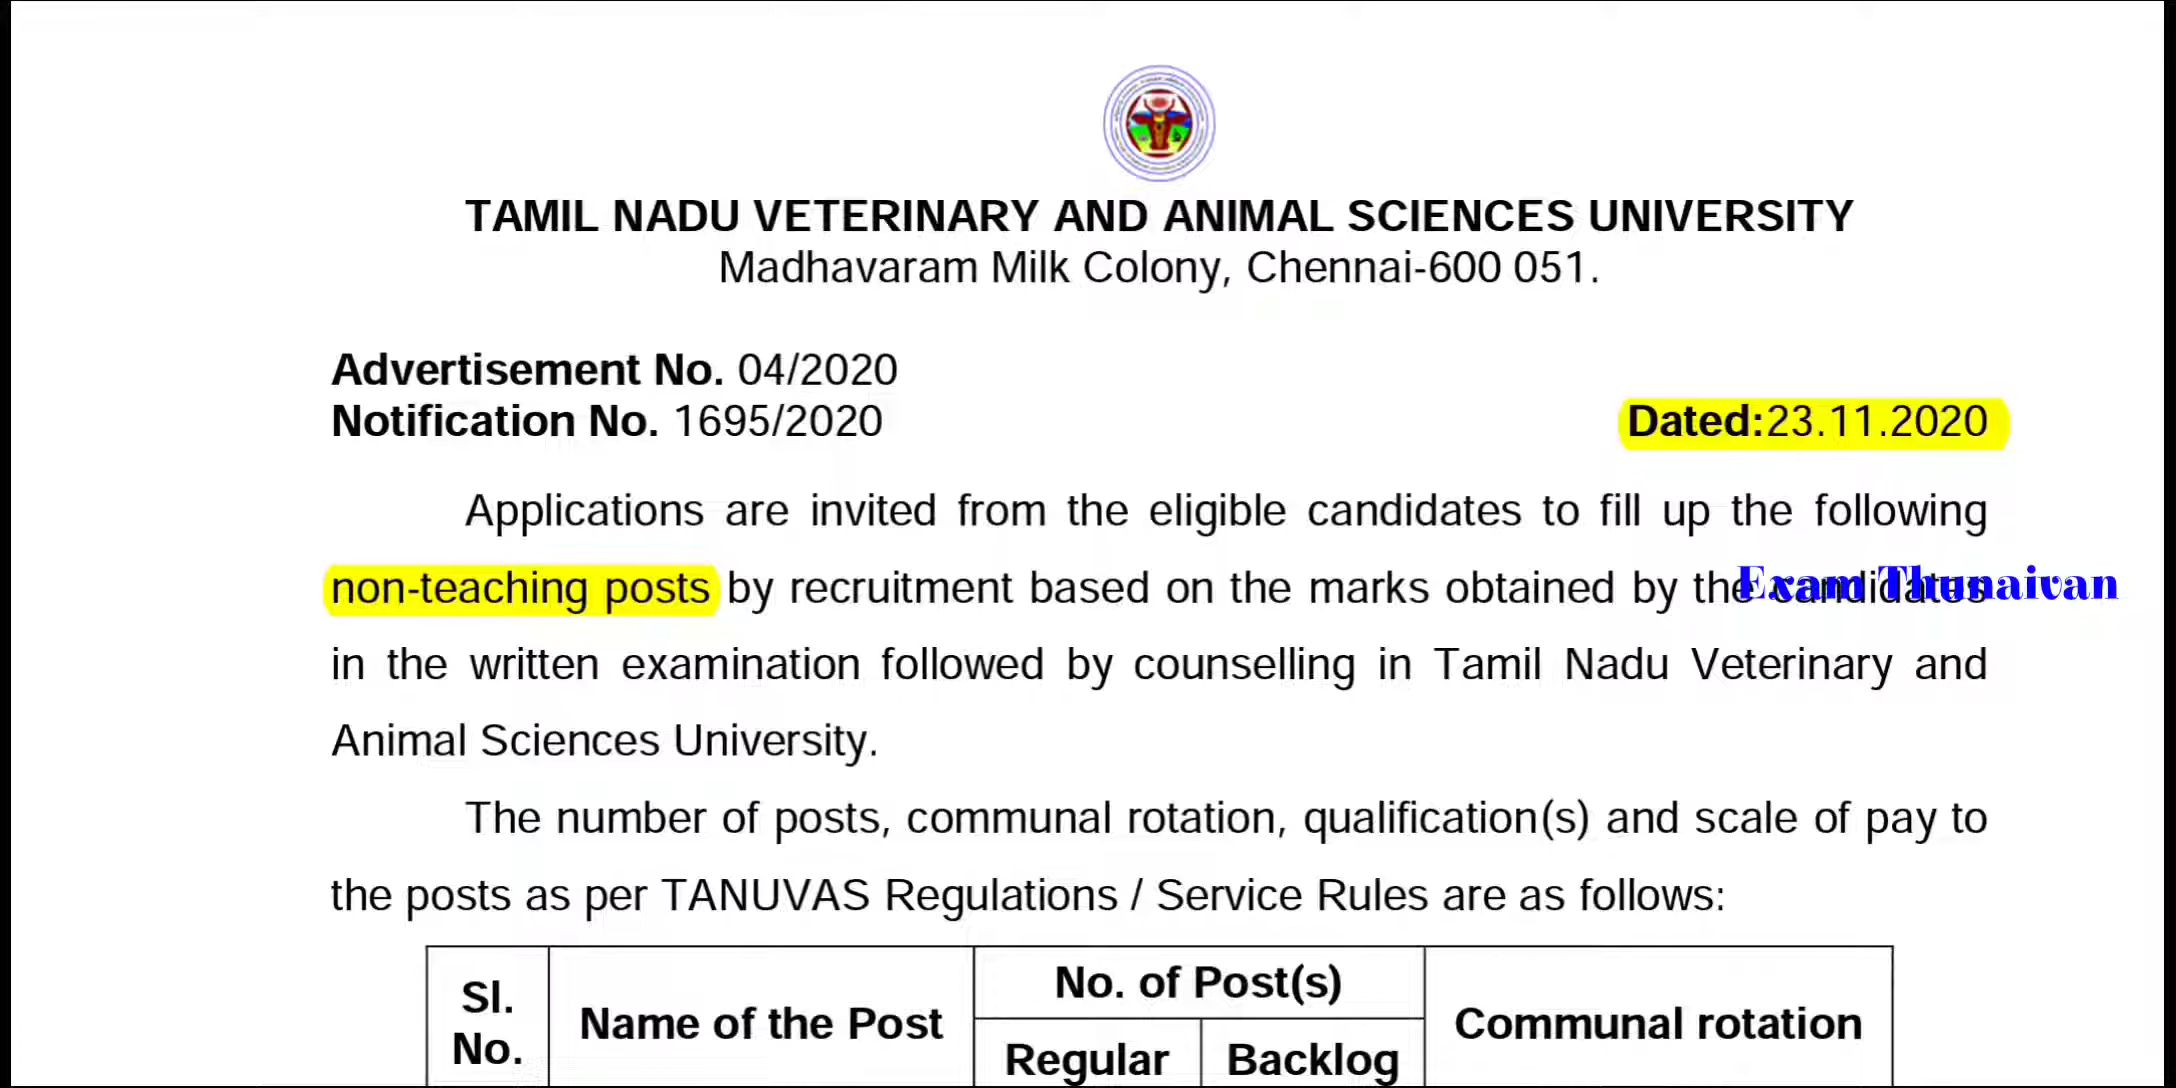 TAMIL NADU VETERINARY AND ANIMAL SCIENCES UNIVERSITY
Madhavaram Milk Colony, Chennai-600 051.
Advertisement No. 04/2020
Notification No. 1695/2020 Dated:23.11.2020
Applications are invited from the eligible candidates to fill up the following
non-teaching posts by recruitment based on the marks obtained by the candidates
Exam Thunaivan
in the written examination followed by counselling in Tamil Nadu Veterinary and
Animal Sciences University.
The number of posts, communal rotation, qualification(s) and scale of pay to
the posts as per TANUVAS Regulations / Service Rules are as follows:
Sl. No.
Name of the Post
No. of Post(s)
Regular
Backlog
Communal rotation